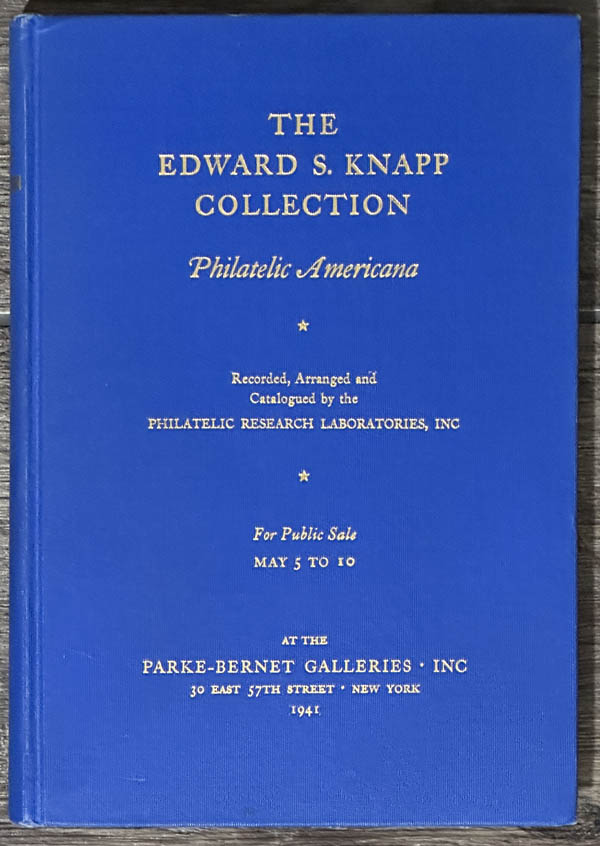 THE
EDWARD S. KNAPP
COLLECTION
Philatelic Americana
Recorded, Arranged and
Catalogued by the
PHILATELIC RESEARCH LABORATORIES, INC
For Public Sale
MAY 5 TO 10
AT THE
PARKE-BERNET GALLERIES · INC
30 EAST 57TH STREET · NEW YORK
1941